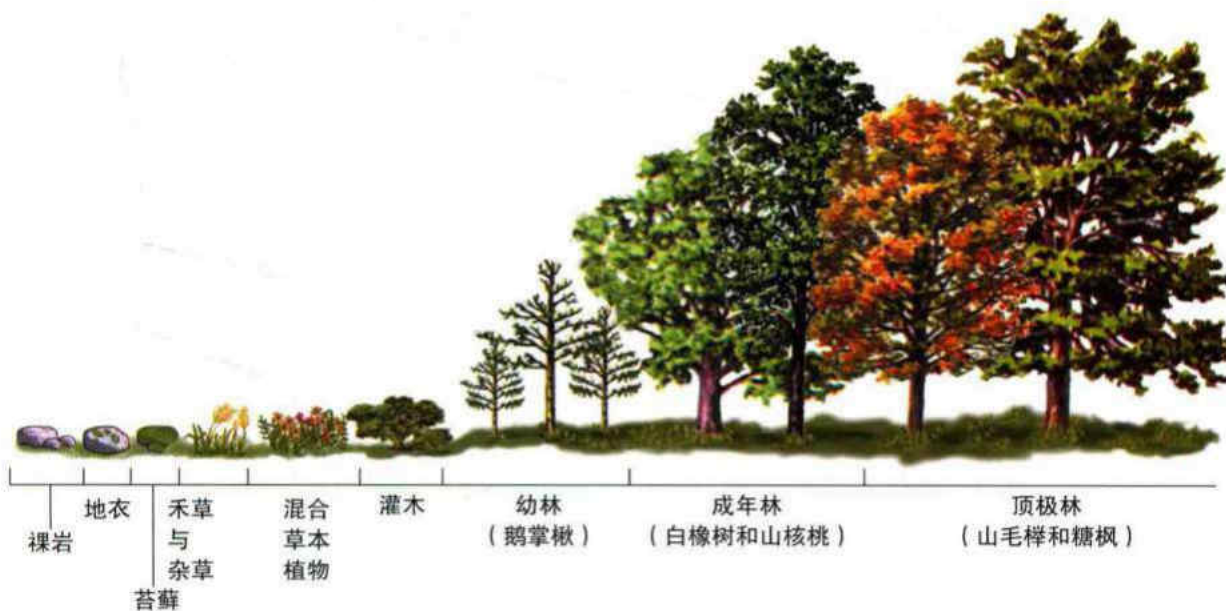 裸岩
地衣
苔藓
禾草
与
杂草
混合
草本
植物
灌木
幼林
（鹅掌楸）
成年林
（白橡树和山核桃）
顶极林
（山毛榉和糖枫）